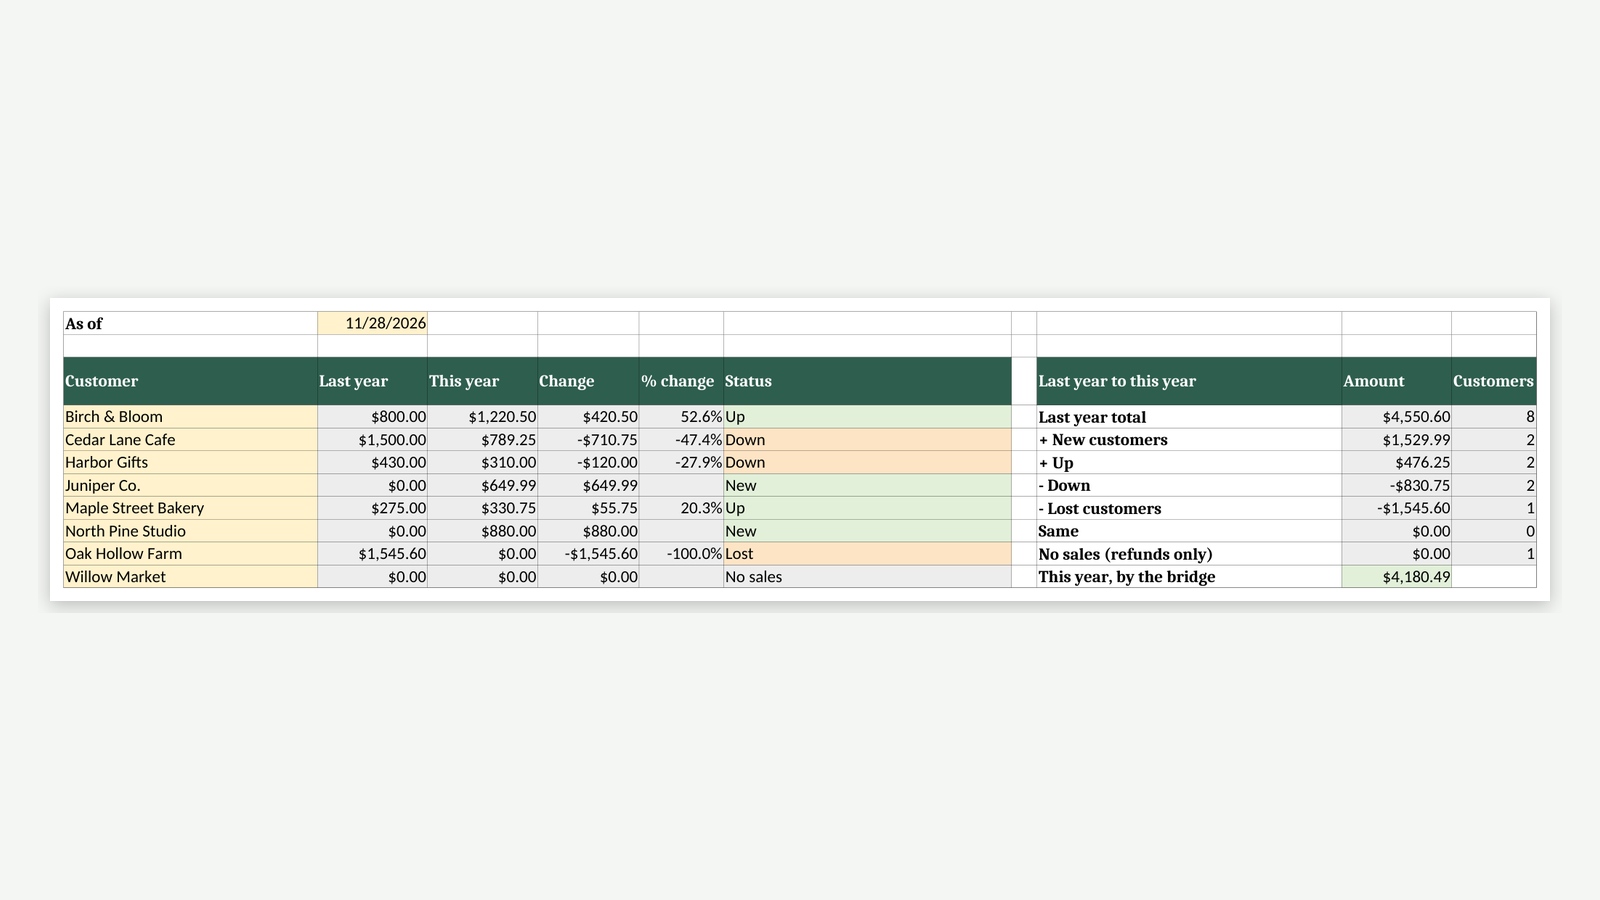 As of 11/28/2026
Customer Last year This year Change % change Status Last year to this year Amount Customers
Birch & Bloom $800.00 $1,220.50 $420.50 52.6% Up Last year total $4,550.60 8
Cedar Lane Cafe $1,500.00 $789.25 -$710.75 -47.4% Down + New customers $1,529.99 2
Harbor Gifts $430.00 $310.00 -$120.00 -27.9% Down + Up $476.25 2
Juniper Co. $0.00 $649.99 $649.99 New - Down -$830.75 2
Maple Street Bakery $275.00 $330.75 $55.75 20.3% Up - Lost customers -$1,545.60 1
North Pine Studio $0.00 $880.00 $880.00 New Same $0.00 0
Oak Hollow Farm $1,545.60 $0.00 -$1,545.60 -100.0% Lost No sales (refunds only) $0.00 1
Willow Market $0.00 $0.00 $0.00 No sales This year, by the bridge $4,180.49